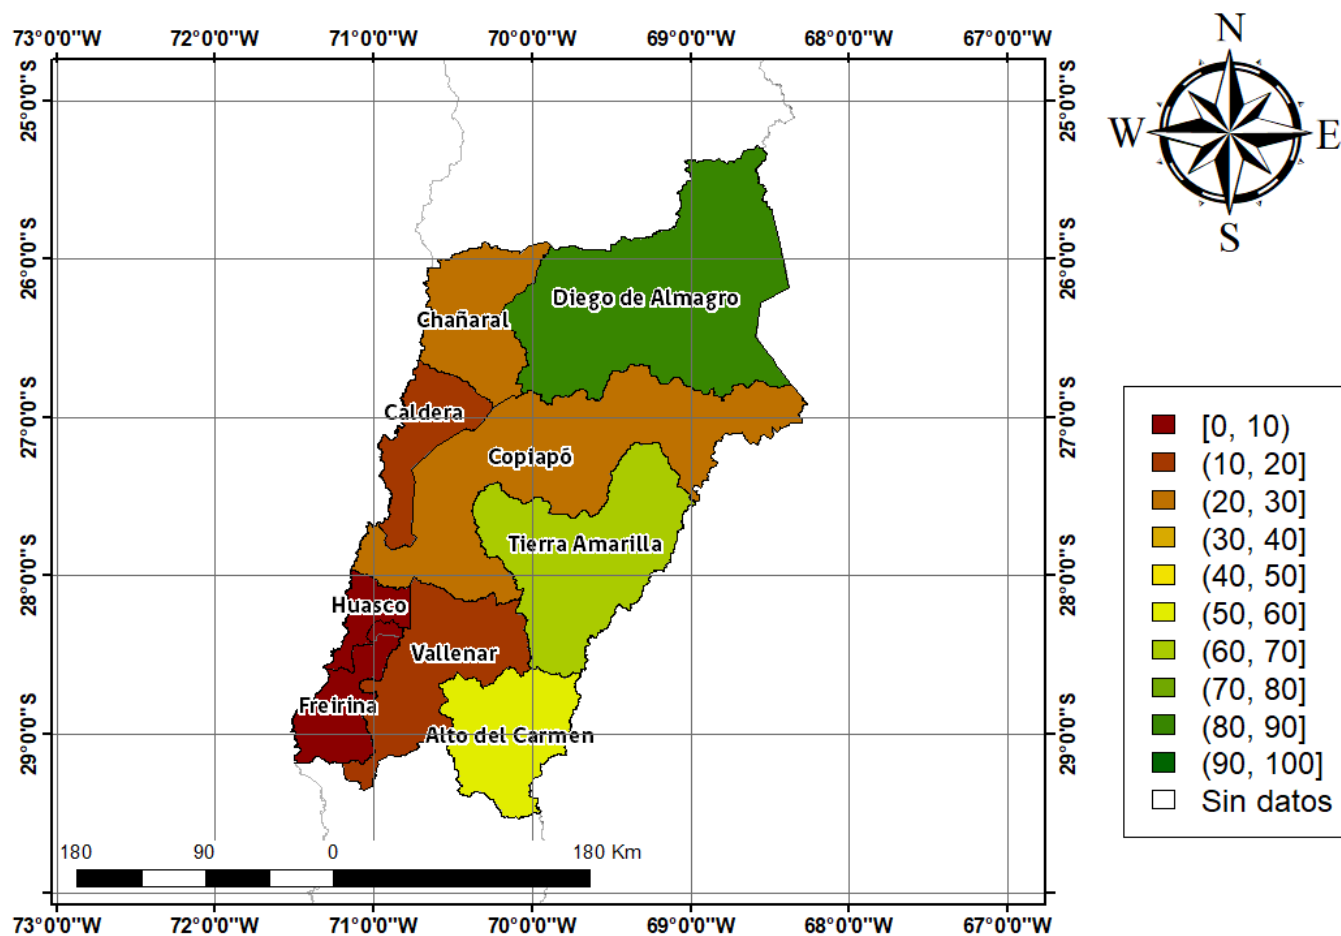 73°0'0"W 72°0'0"W 71°0'0"W 70°0'0"W 69°0'0"W 68°0'0"W 67°0'0"W
N
W E
S
25°0'0"S 25°0'0"S
26°0'0"S 26°0'0"S
27°0'0"S 27°0'0"S
28°0'0"S 28°0'0"S
29°0'0"S 29°0'0"S
Diego de Almagro
Chañaral
Caldera
Copiapó
Tierra Amarilla
Huasco
Vallenar
Freirina
Alto del Carmen
[0, 10)
(10, 20]
(20, 30]
(30, 40]
(40, 50]
(50, 60]
(60, 70]
(70, 80]
(80, 90]
(90, 100]
Sin datos
180 90 0 180 Km
73°0'0"W 72°0'0"W 71°0'0"W 70°0'0"W 69°0'0"W 68°0'0"W 67°0'0"W